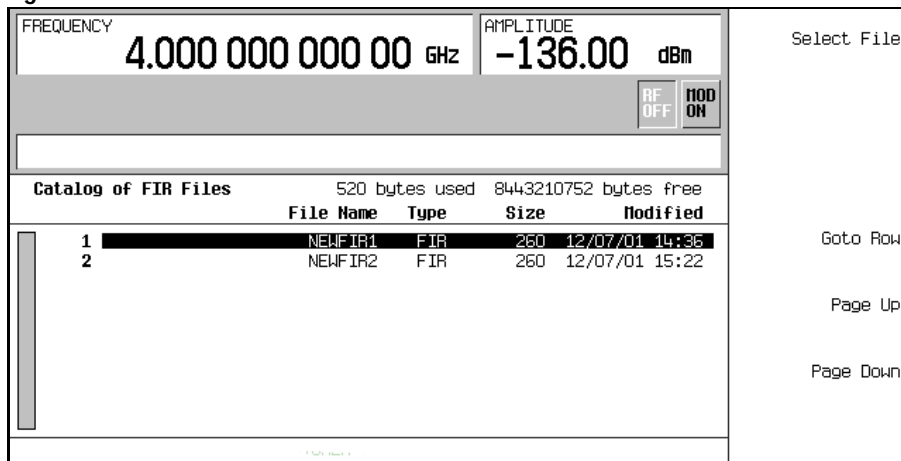 FREQUENCY
4.000 000 000 00 GHz
AMPLITUDE
-136.00 dBm
Select File
RF OFF
MOD ON
Catalog of FIR Files 520 bytes used 8443210752 bytes free
File Name Type Size Modified
1 NEWFIR1 FIR 260 12/07/01 14:36
2 NEWFIR2 FIR 260 12/07/01 15:22
Goto Row
Page Up
Page Down